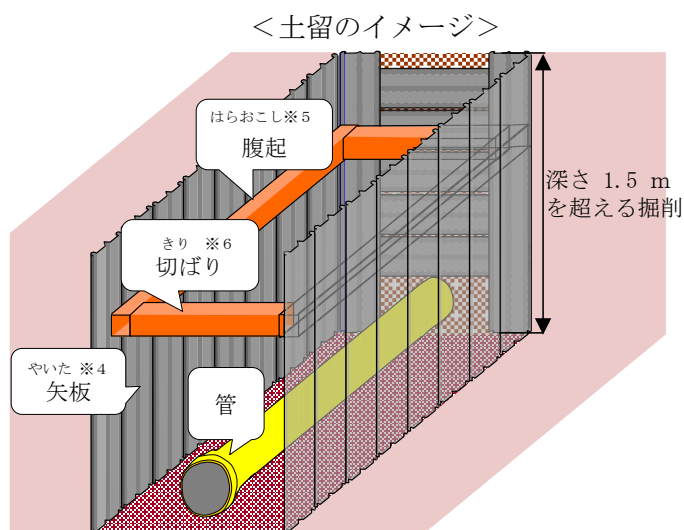 ＜土留のイメージ＞
はらおこし※5
腹起
深さ 1.5 m
を超える掘削
きり ※6
切ばり
やいた ※4
矢板
管